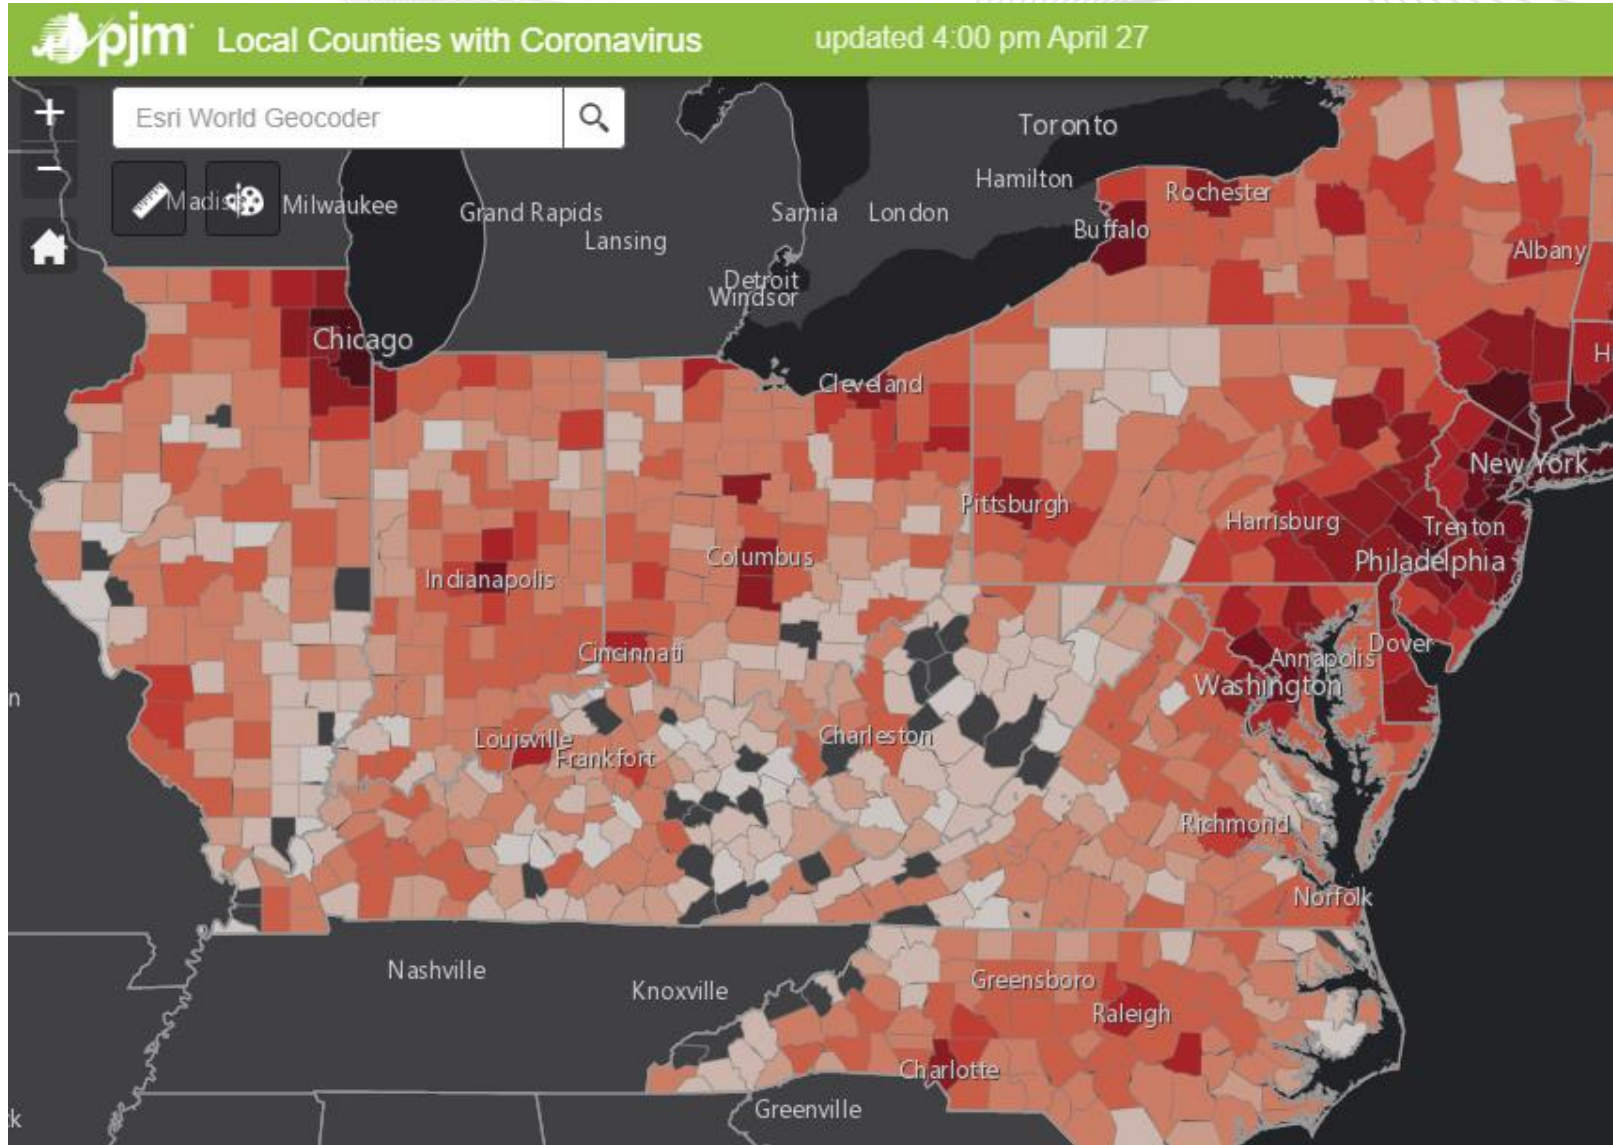 pjm Local Counties with Coronavirus updated 4:00 pm April 27
+
Esri World Geocoder
−
Toronto
Hamilton
Rochester
Milwaukee
Grand Rapids
Sarnia
London
Lansing
Buffalo
Albany
Detroit
Windsor
Chicago
Cleveland
New York
Pittsburgh
Harrisburg
Trenton
Columbus
Philadelphia
Indianapolis
Cincinnati
Dover
Annapolis
Washington
Louisville
Charleston
Frankfort
Richmond
Norfolk
Nashville
Greensboro
Knoxville
Raleigh
Charlotte
Greenville